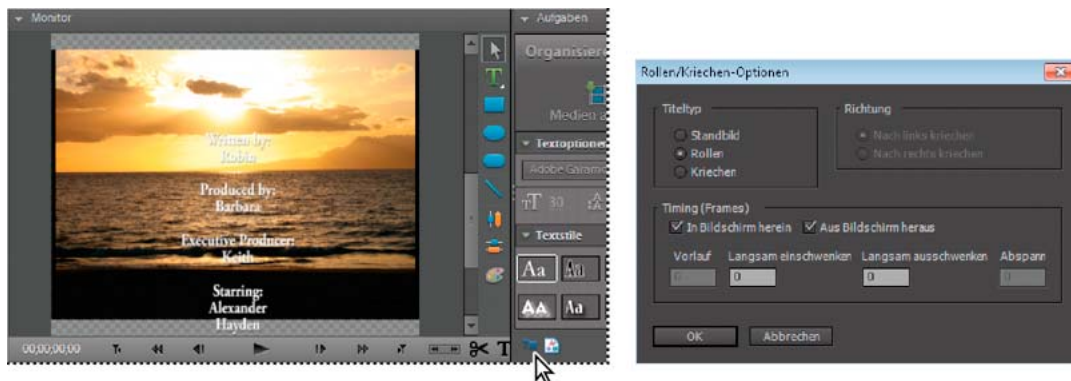 Monitor
Written by:
Robin
Produced by:
Barbara
Executive Producer:
Keith
Starring:
Alexander
Hayden
00;00;00;00
T
Aufgaben
Organisier
Medien a
Textoptionen
Adobe Garamo
TT 30
Textstile
Aa Aa
AA Aa
Rollen/Kriechen-Optionen
Titeltyp
Standbild
Rollen
Kriechen
Richtung
Nach links kriechen
Nach rechts kriechen
Timing (Frames)
In Bildschirm herein Aus Bildschirm heraus
Vorlauf Langsam einschwenken Langsam ausschwenken Abspann
0 0 0 0
OK Abbrechen